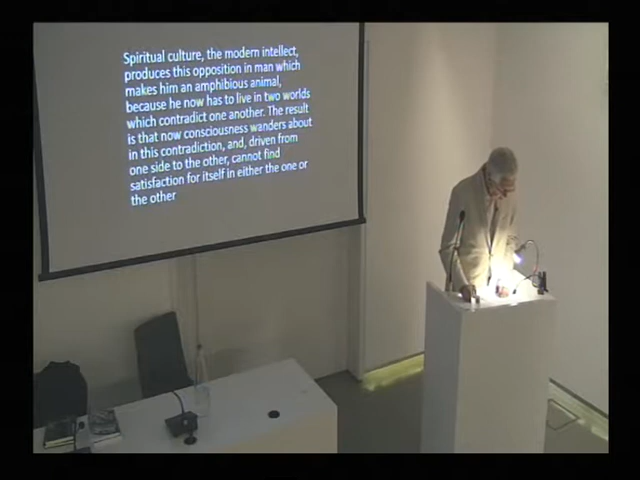 Spiritual culture, the modern intellect,
produces this opposition in man which
makes him an amphibious animal,
because he now has to live in two worlds
which contradict one another. The result
is that now consciousness wanders about
in this contradiction, and, driven from
one side to the other, cannot find
satisfaction for itself in either the one or
the other